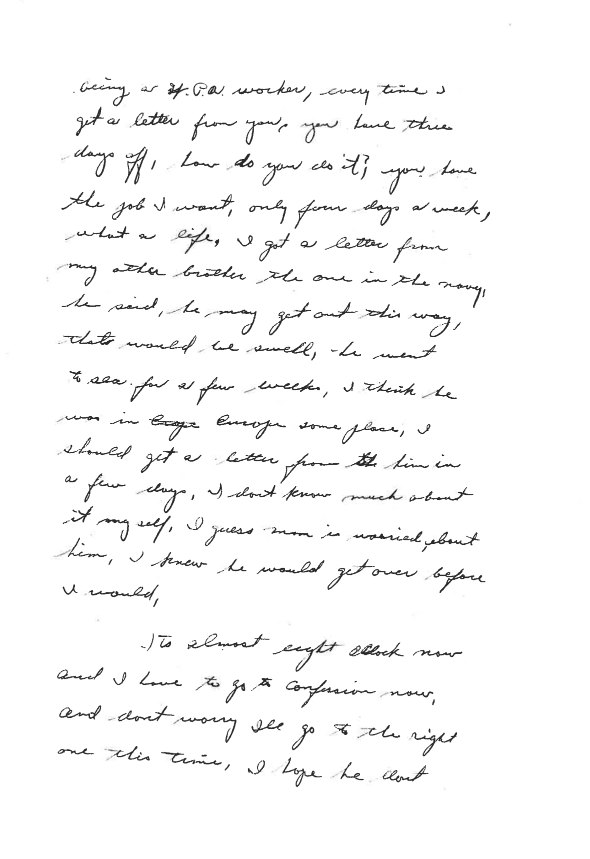 being a W.P.A. worker, every time I
get a letter from you, you have three
days off, how do you do it? you have
the job I want, only four days a week,
what a life, I got a letter from
my other brother the one in the navy,
he said, he may get out this way,
thats would be swell, he went
to sea for a few weeks, I think he
was in Europe some place, I
should get a letter from him in
a few days, I dont know much about
it my self, I guess mom is worried about
him, I knew he would get over before
I would,
Its almost eight oclock now
and I have to go to confession now,
and dont worry Ill go to the right
one this time, I hope he dont